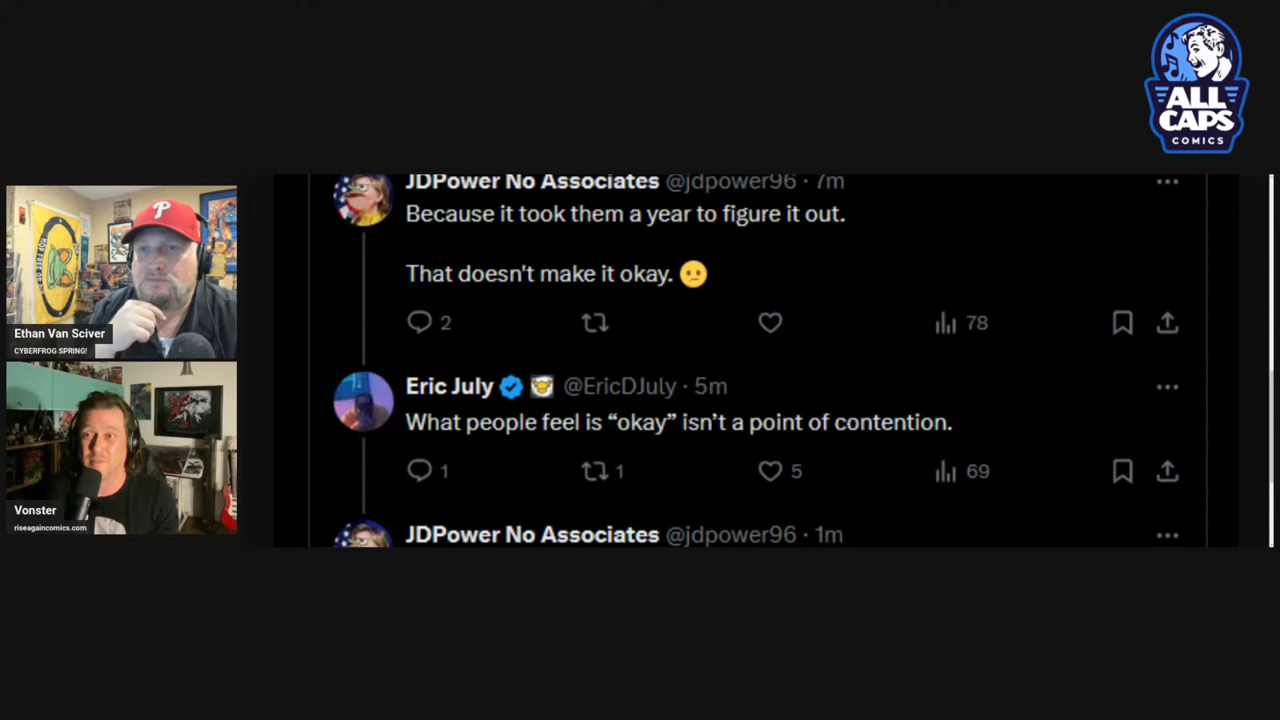 ALL
CAPS
COMICS
JDPower No Associates @jdpower96 · 7m
Because it took them a year to figure it out.
That doesn't make it okay. 🫤
2
78
Eric July @EricDJuly · 5m
What people feel is “okay” isn’t a point of contention.
1
1
5
69
JDPower No Associates @jdpower96 · 1m
Ethan Van Sciver
CYBERFROG SPRING!
Vonster
riseagaincomics.com
P